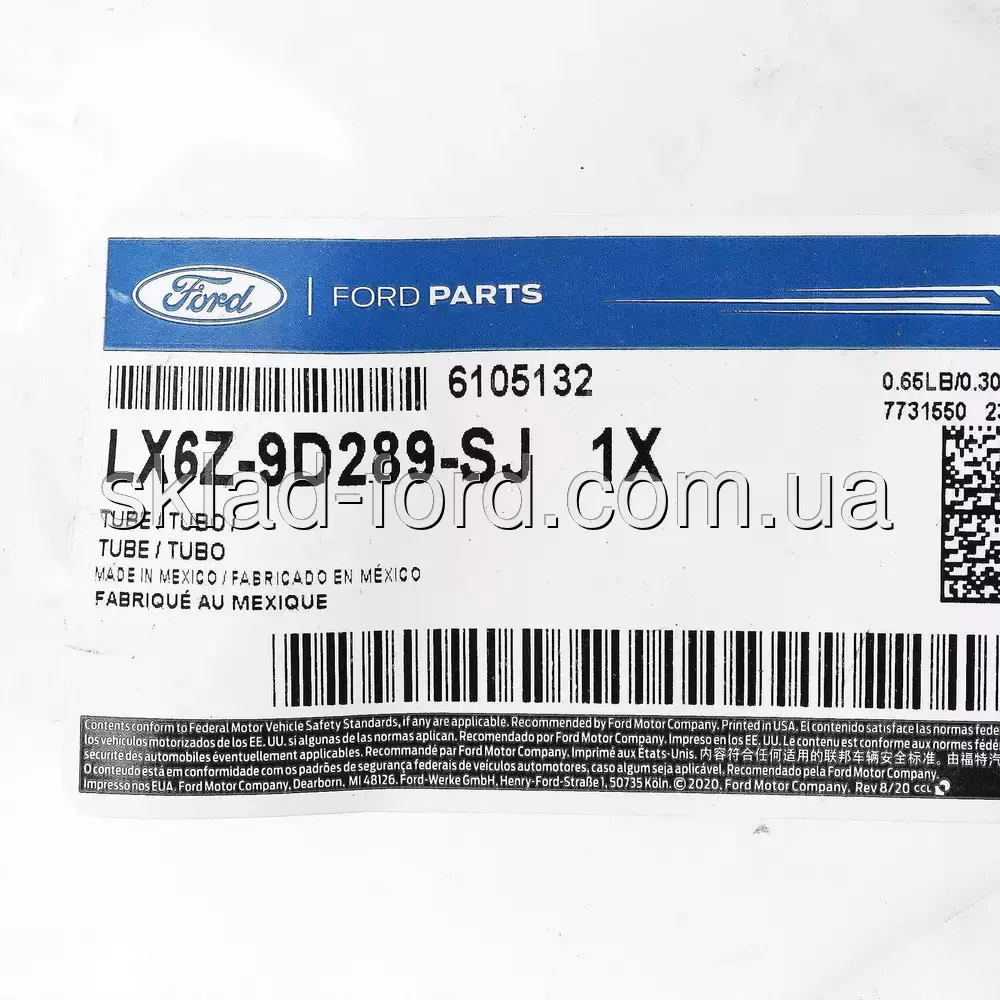 Ford | FORD PARTS
6105132
0.65LB/0.30
7731550 23
LX6Z-9D289-SJ 1X
sklad-ford.com.ua
TUBE / TUBO /
TUBE / TUBO
MADE IN MEXICO / FABRICADO EN MÉXICO
FABRIQUÉ AU MEXIQUE
Contents conform to Federal Motor Vehicle Safety Standards, if any are applicable. Recommended by Ford Motor Company. Printed in USA. El contenido satisface las normas fede
los vehículos motorizados de los EE. UU. si algunas de las normas aplican. Recomendado por Ford Motor Company. Impreso en los EE. UU. Le contenu est conforme aux normes fédé
sécurité des automobiles éventuellement applicables. Recommandé par Ford Motor Company. Imprimé aux États-Unis. 内容符合任何适用的联邦车辆安全标准。由福特汽
O conteúdo está em conformidade com os padrões de segurança federais de veículos automotores, caso algum seja aplicável. Recomendado pela Ford Motor Company.
Impresso nos EUA. Ford Motor Company, Dearborn, MI 48126. Ford-Werke GmbH, Henry-Ford-Straße 1, 50735 Köln. © 2020, Ford Motor Company. Rev 8/20 CCL